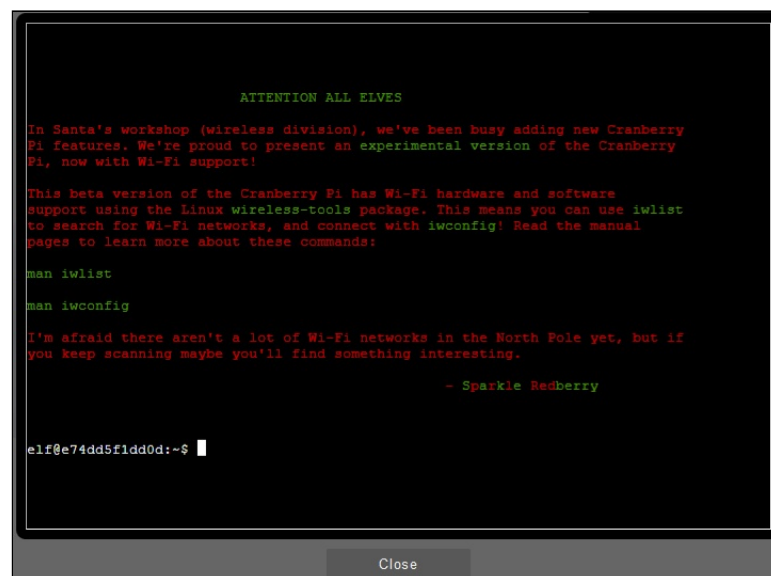 ATTENTION ALL ELVES
In Santa's workshop (wireless division), we've been busy adding new Cranberry
Pi features. We're proud to present an experimental version of the Cranberry
Pi, now with Wi-Fi support!
This beta version of the Cranberry Pi has Wi-Fi hardware and software
support using the Linux wireless-tools package. This means you can use iwlist
to search for Wi-Fi networks, and connect with iwconfig! Read the manual
pages to learn more about these commands:
man iwlist
man iwconfig
I'm afraid there aren't a lot of Wi-Fi networks in the North Pole yet, but if
you keep scanning maybe you'll find something interesting.
- Sparkle Redberry
elf@e74dd5f1dd0d:~$
Close